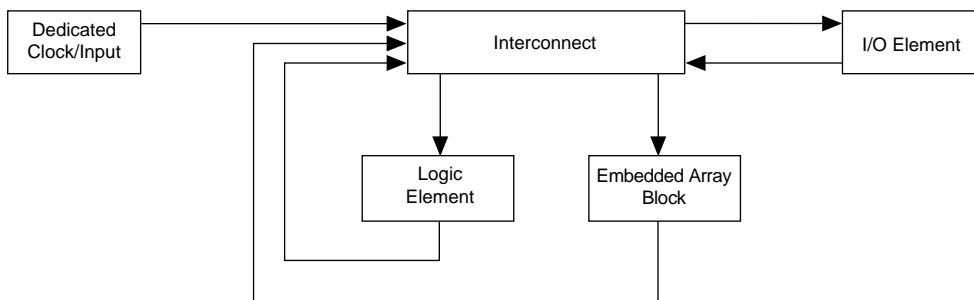 Dedicated
Clock/Input
Interconnect
I/O Element
Logic
Element
Embedded Array
Block